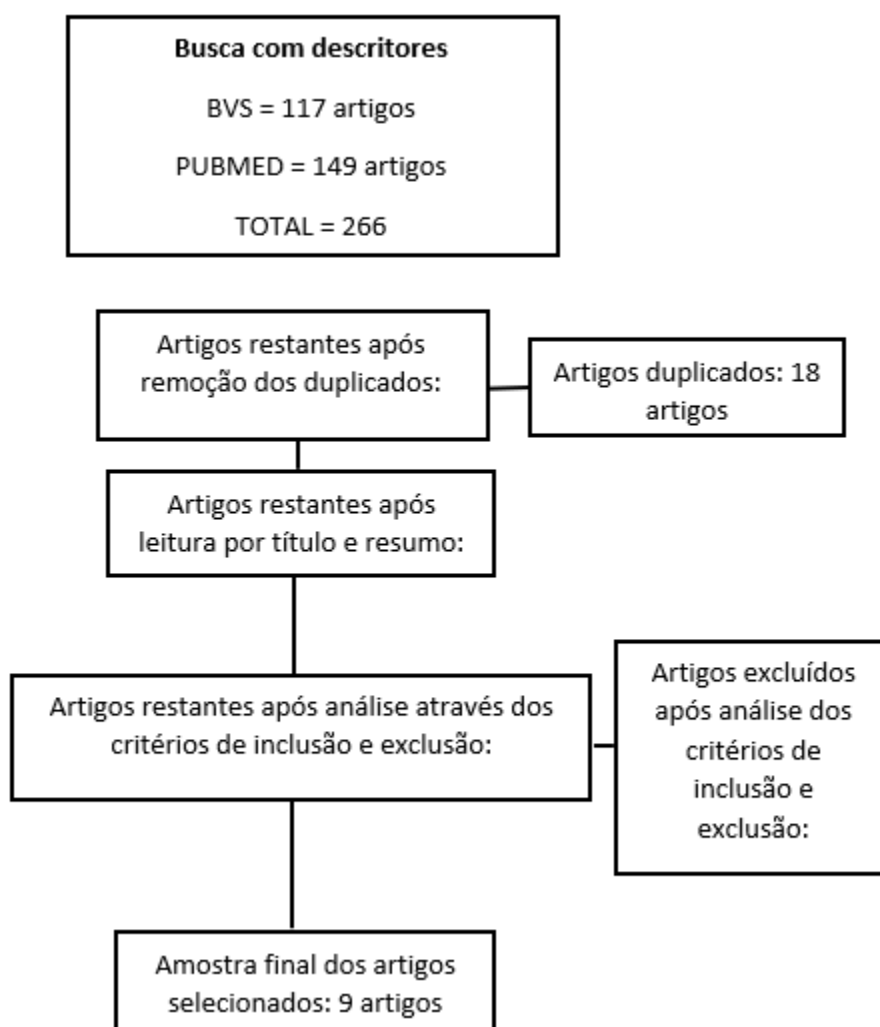 Busca com descritores
BVS = 117 artigos
PUBMED = 149 artigos
TOTAL = 266
Artigos restantes após
remoção dos duplicados:
Artigos duplicados: 18
artigos
Artigos restantes após
leitura por título e resumo:
Artigos restantes após análise através dos
critérios de inclusão e exclusão:
Artigos excluídos
após análise dos
critérios de
inclusão e
exclusão:
Amostra final dos artigos
selecionados: 9 artigos